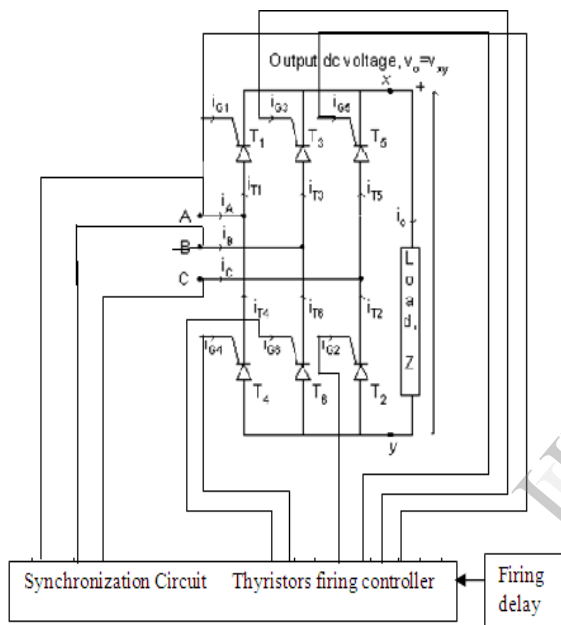 Output dc voltage, vo=vxy
x +
iG1 iG3 iG5
T1 T3 T5
iT1 iT3 iT5
A iA
B iB
C iC
io
Load, Z
iT4 iT6 iT2
iG4 iG6 iG2
T4 T6 T2
y
Synchronization Circuit Thyristors firing controller
Firing
delay